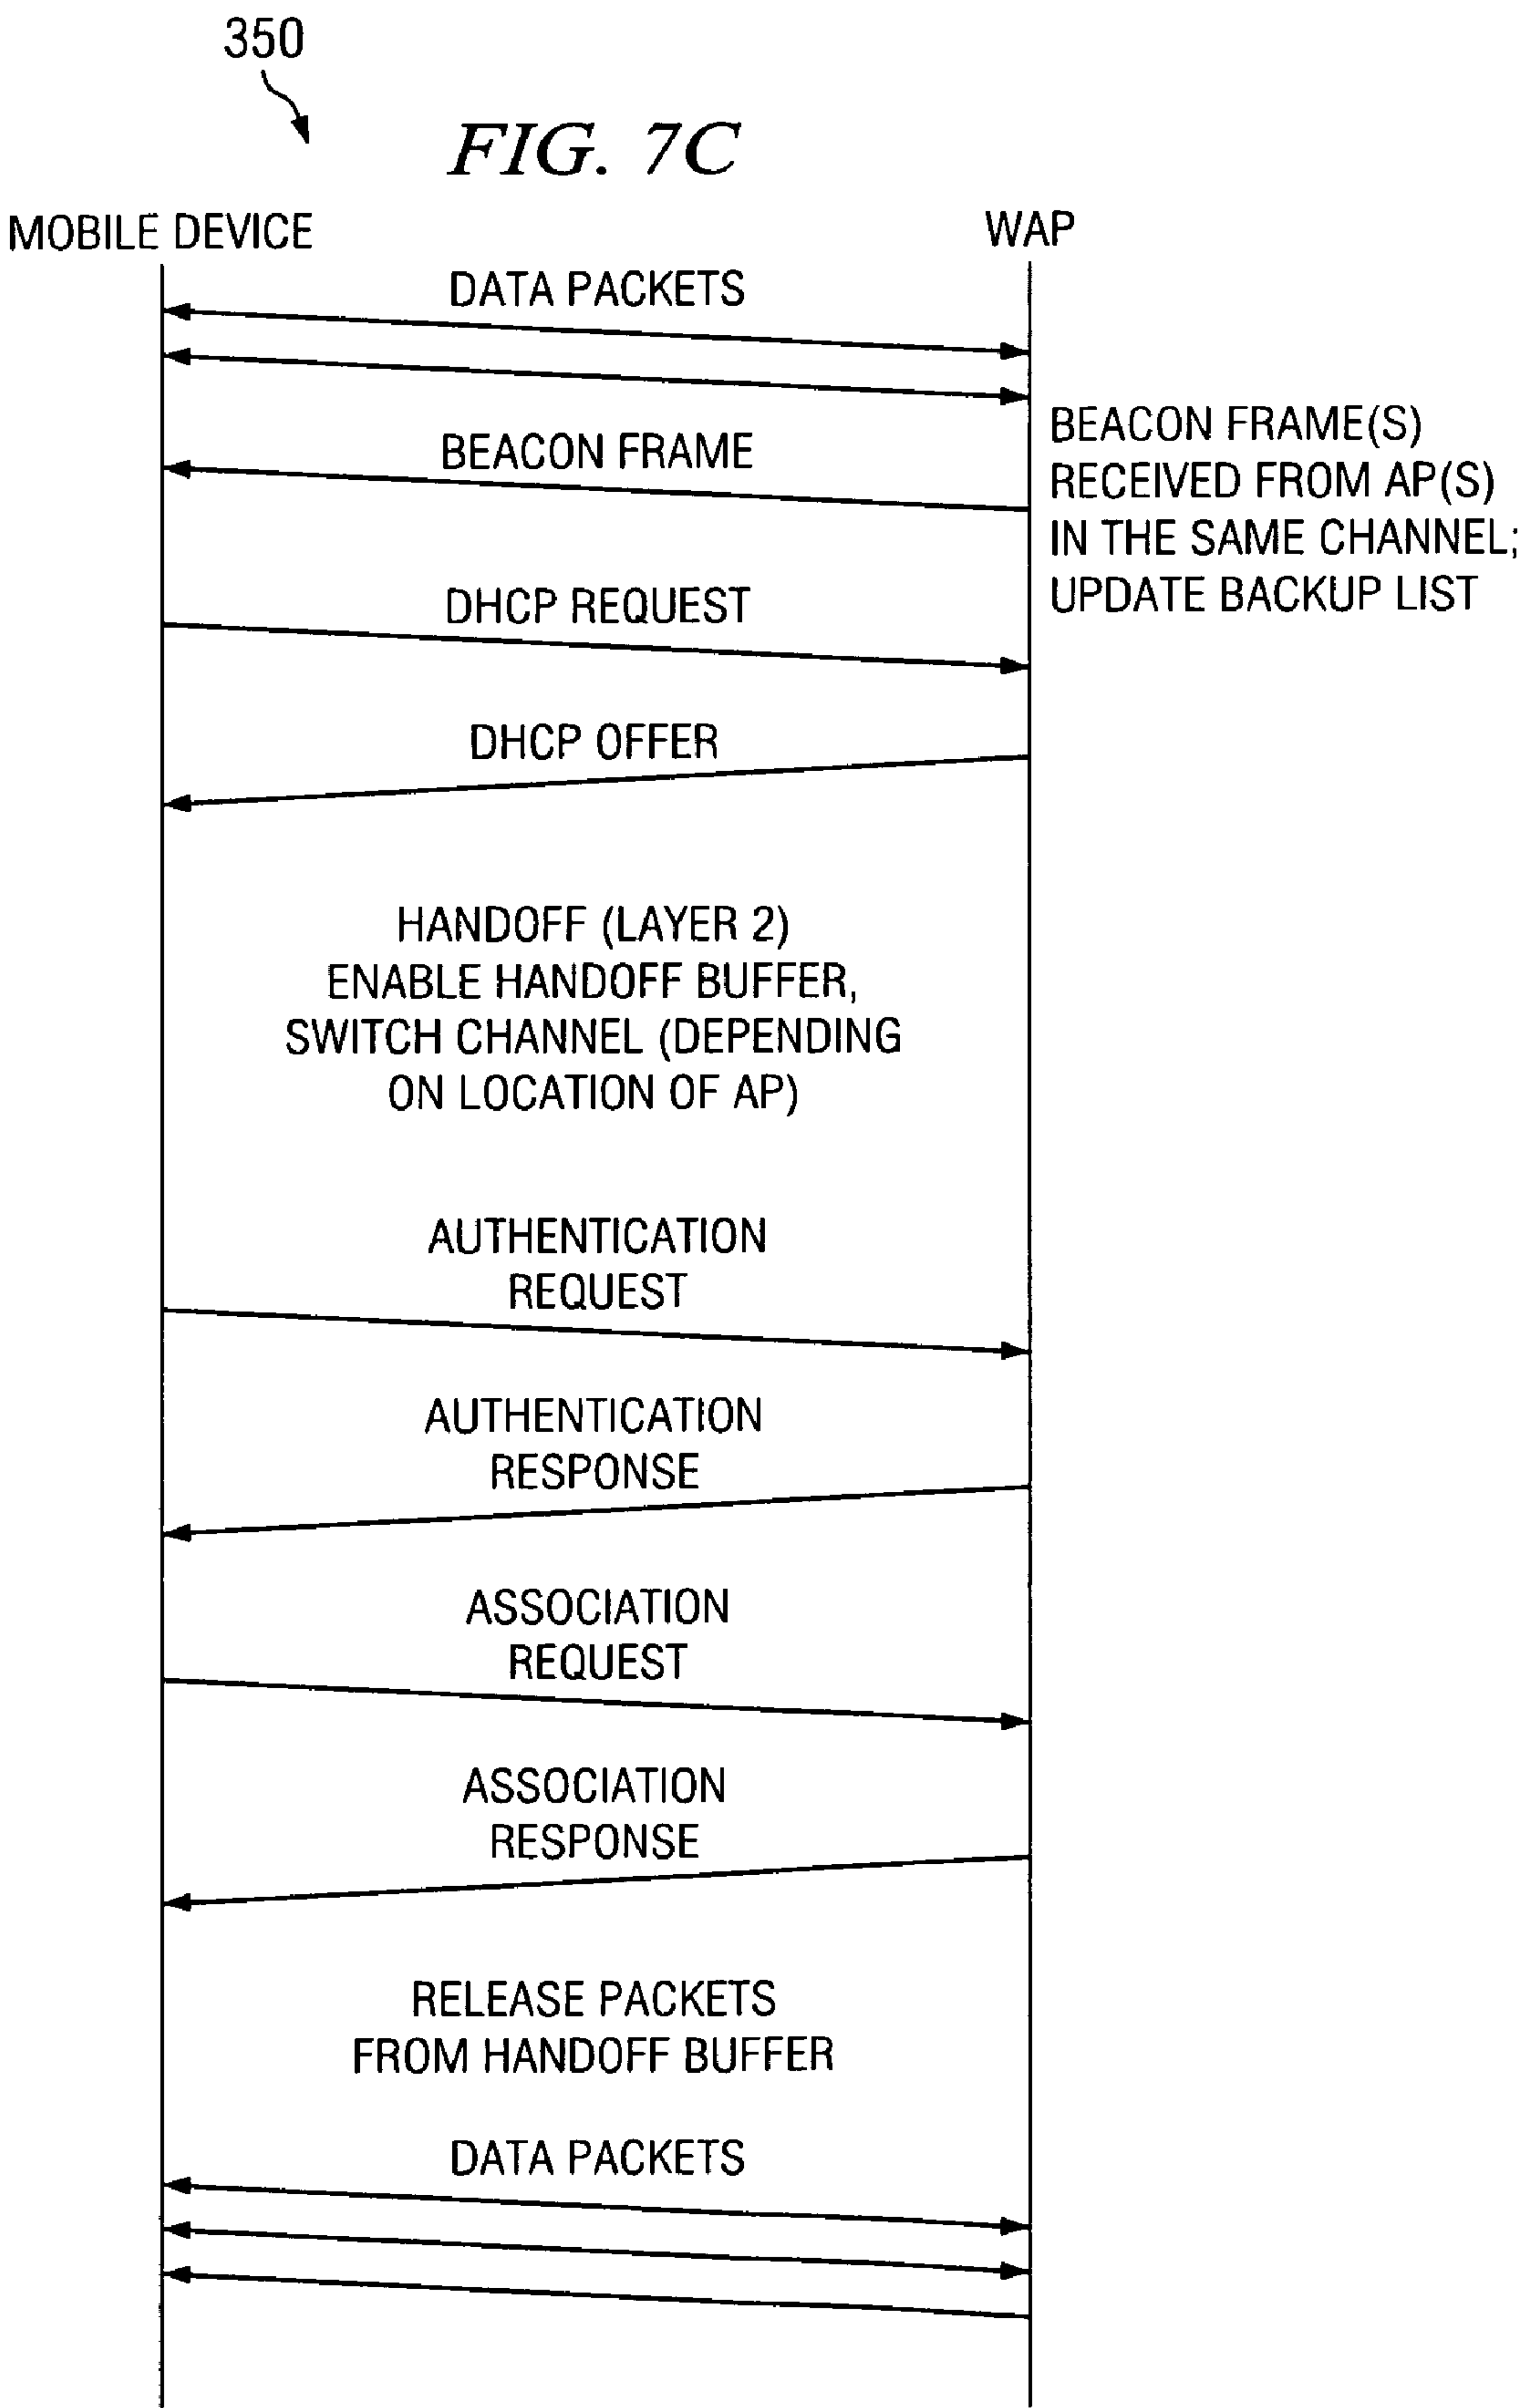 350
FIG. 7C
MOBILE DEVICE
WAP
DATA PACKETS
BEACON FRAME
BEACON FRAME(S)
RECEIVED FROM AP(S)
IN THE SAME CHANNEL;
UPDATE BACKUP LIST
DHCP REQUEST
DHCP OFFER
HANDOFF (LAYER 2)
ENABLE HANDOFF BUFFER,
SWITCH CHANNEL (DEPENDING
ON LOCATION OF AP)
AUTHENTICATION
REQUEST
AUTHENTICATION
RESPONSE
ASSOCIATION
REQUEST
ASSOCIATION
RESPONSE
RELEASE PACKETS
FROM HANDOFF BUFFER
DATA PACKETS